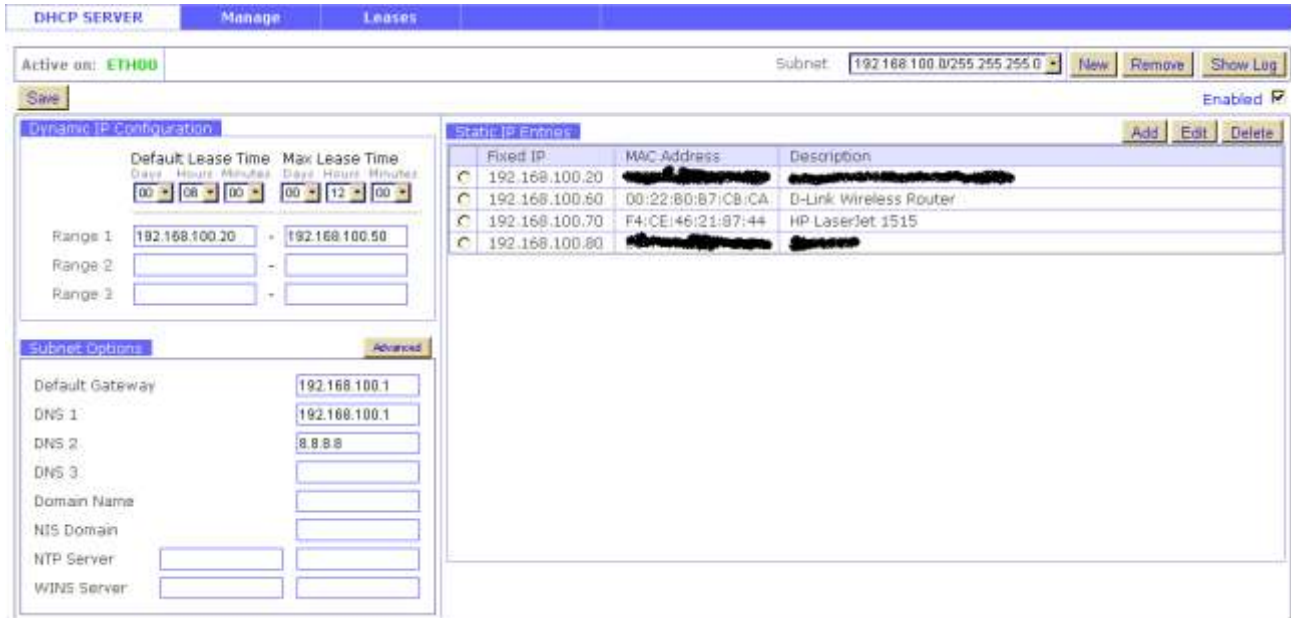 DHCP SERVER Manage Leases
Active on: ETH00 Subnet 192.168.100.0/255.255.255.0 New Remove Show Log
Save Enabled
Dynamic IP Configuration
Default Lease Time Max Lease Time
Days Hours Minutes Days Hours Minutes
00 08 00 00 12 00
Range 1 192.168.100.20 - 192.168.100.50
Range 2 -
Range 3 -
Subnet Options Advanced
Default Gateway 192.168.100.1
DNS 1 192.168.100.1
DNS 2 8.8.8.8
DNS 3
Domain Name
NIS Domain
NTP Server
WINS Server
Static IP Entries Add Edit Delete
Fixed IP MAC Address Description
192.168.100.20
192.168.100.60 00:22:B0:B7:CB:CA D-Link Wireless Router
192.168.100.70 F4:CE:46:21:87:44 HP LaserJet 1515
192.168.100.80